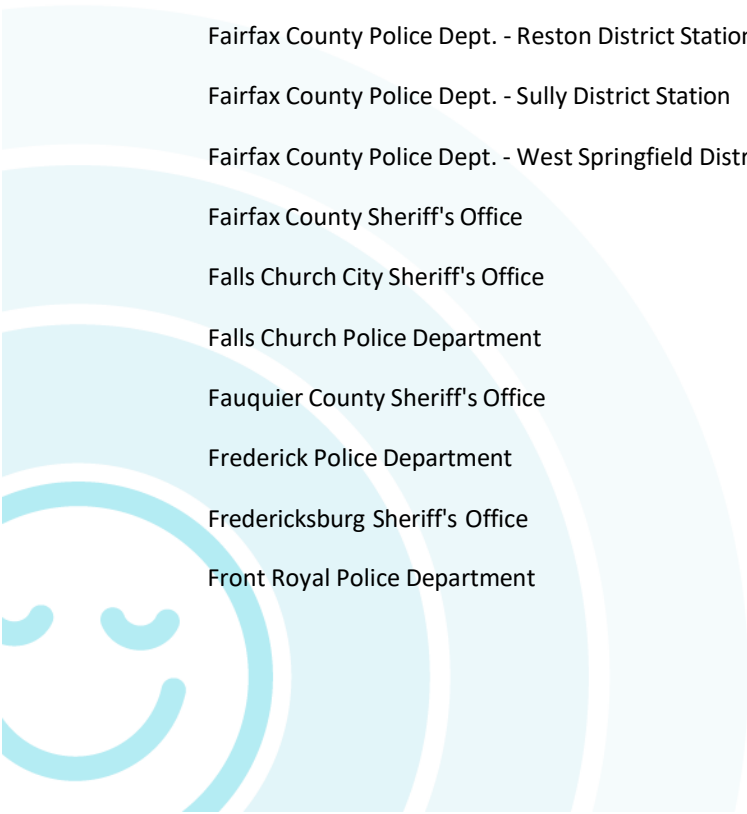 Fairfax County Police Dept. - Reston District Station
Fairfax County Police Dept. - Sully District Station
Fairfax County Police Dept. - West Springfield
Fairfax County Sheriff's Office
Falls Church City Sheriff's Office
Falls Church Police Department
Fauquier County Sheriff's Office
Frederick Police Department
Fredericksburg Sheriff's Office
Front Royal Police Department